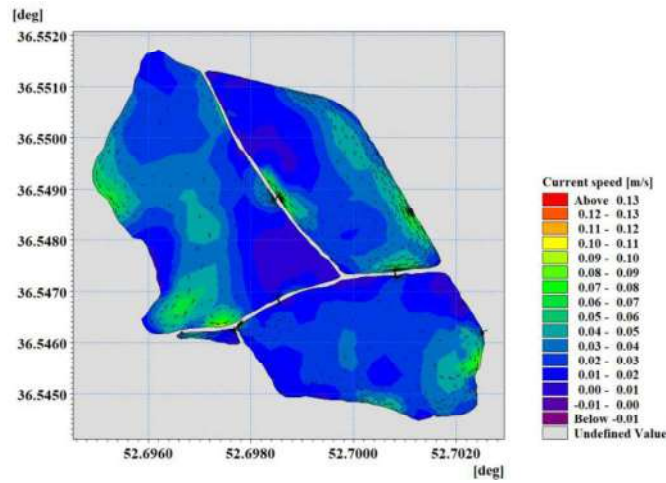 [deg]
36.5520
36.5510
36.5500
36.5490
36.5480
36.5470
36.5460
36.5450
52.6960 52.6980 52.7000 52.7020
[deg]
Current speed [m/s]
Above 0.13
0.12 - 0.13
0.11 - 0.12
0.10 - 0.11
0.09 - 0.10
0.08 - 0.09
0.07 - 0.08
0.06 - 0.07
0.05 - 0.06
0.04 - 0.05
0.03 - 0.04
0.02 - 0.03
0.01 - 0.02
0.00 - 0.01
-0.01 - 0.00
Below -0.01
Undefined Value